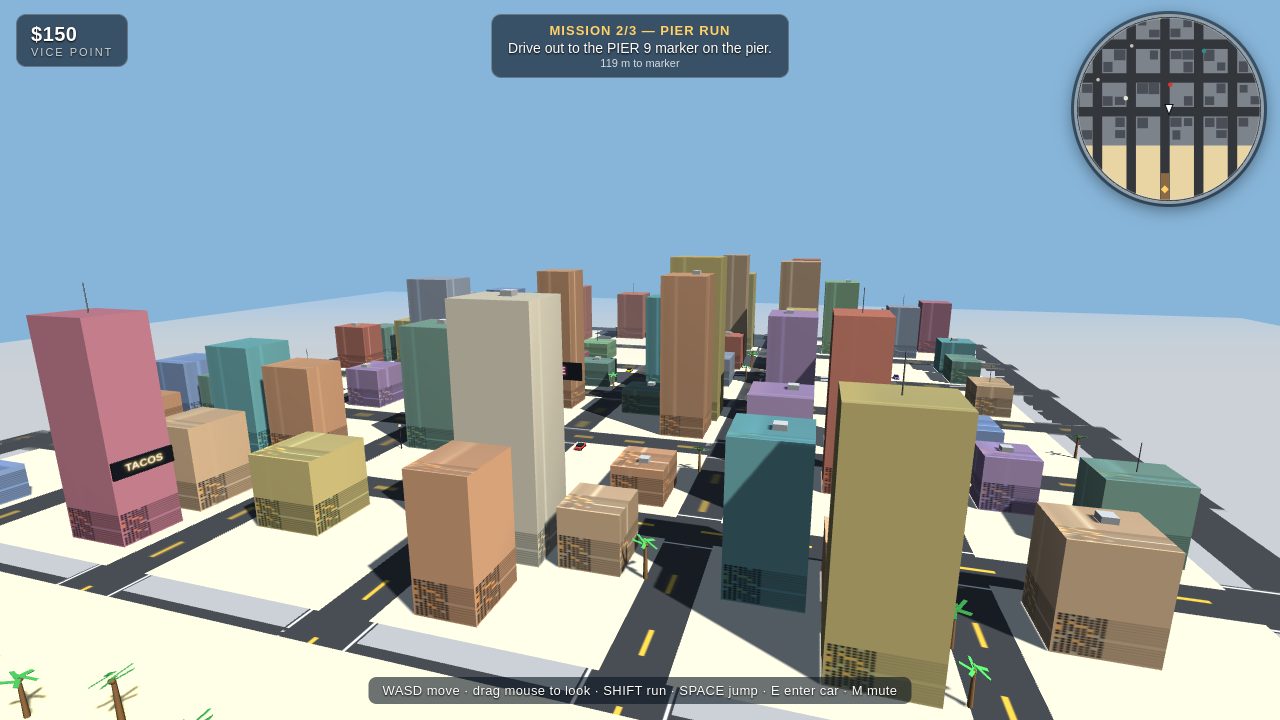 $150
VICE POINT
MISSION 2/3 — PIER RUN
Drive out to the PIER 9 marker on the pier.
119 m to marker
TACOS
WASD move · drag mouse to look · SHIFT run · SPACE jump · E enter car · M mute